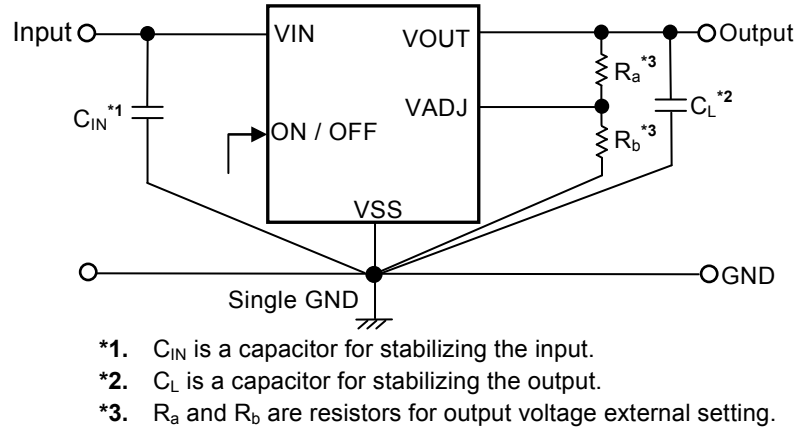 Input
VIN
VOUT
Output
Ra*3
CIN*1
VADJ
CL*2
ON / OFF
Rb*3
VSS
GND
Single GND
*1. CIN is a capacitor for stabilizing the input.
*2. CL is a capacitor for stabilizing the output.
*3. Ra and Rb are resistors for output voltage external setting.